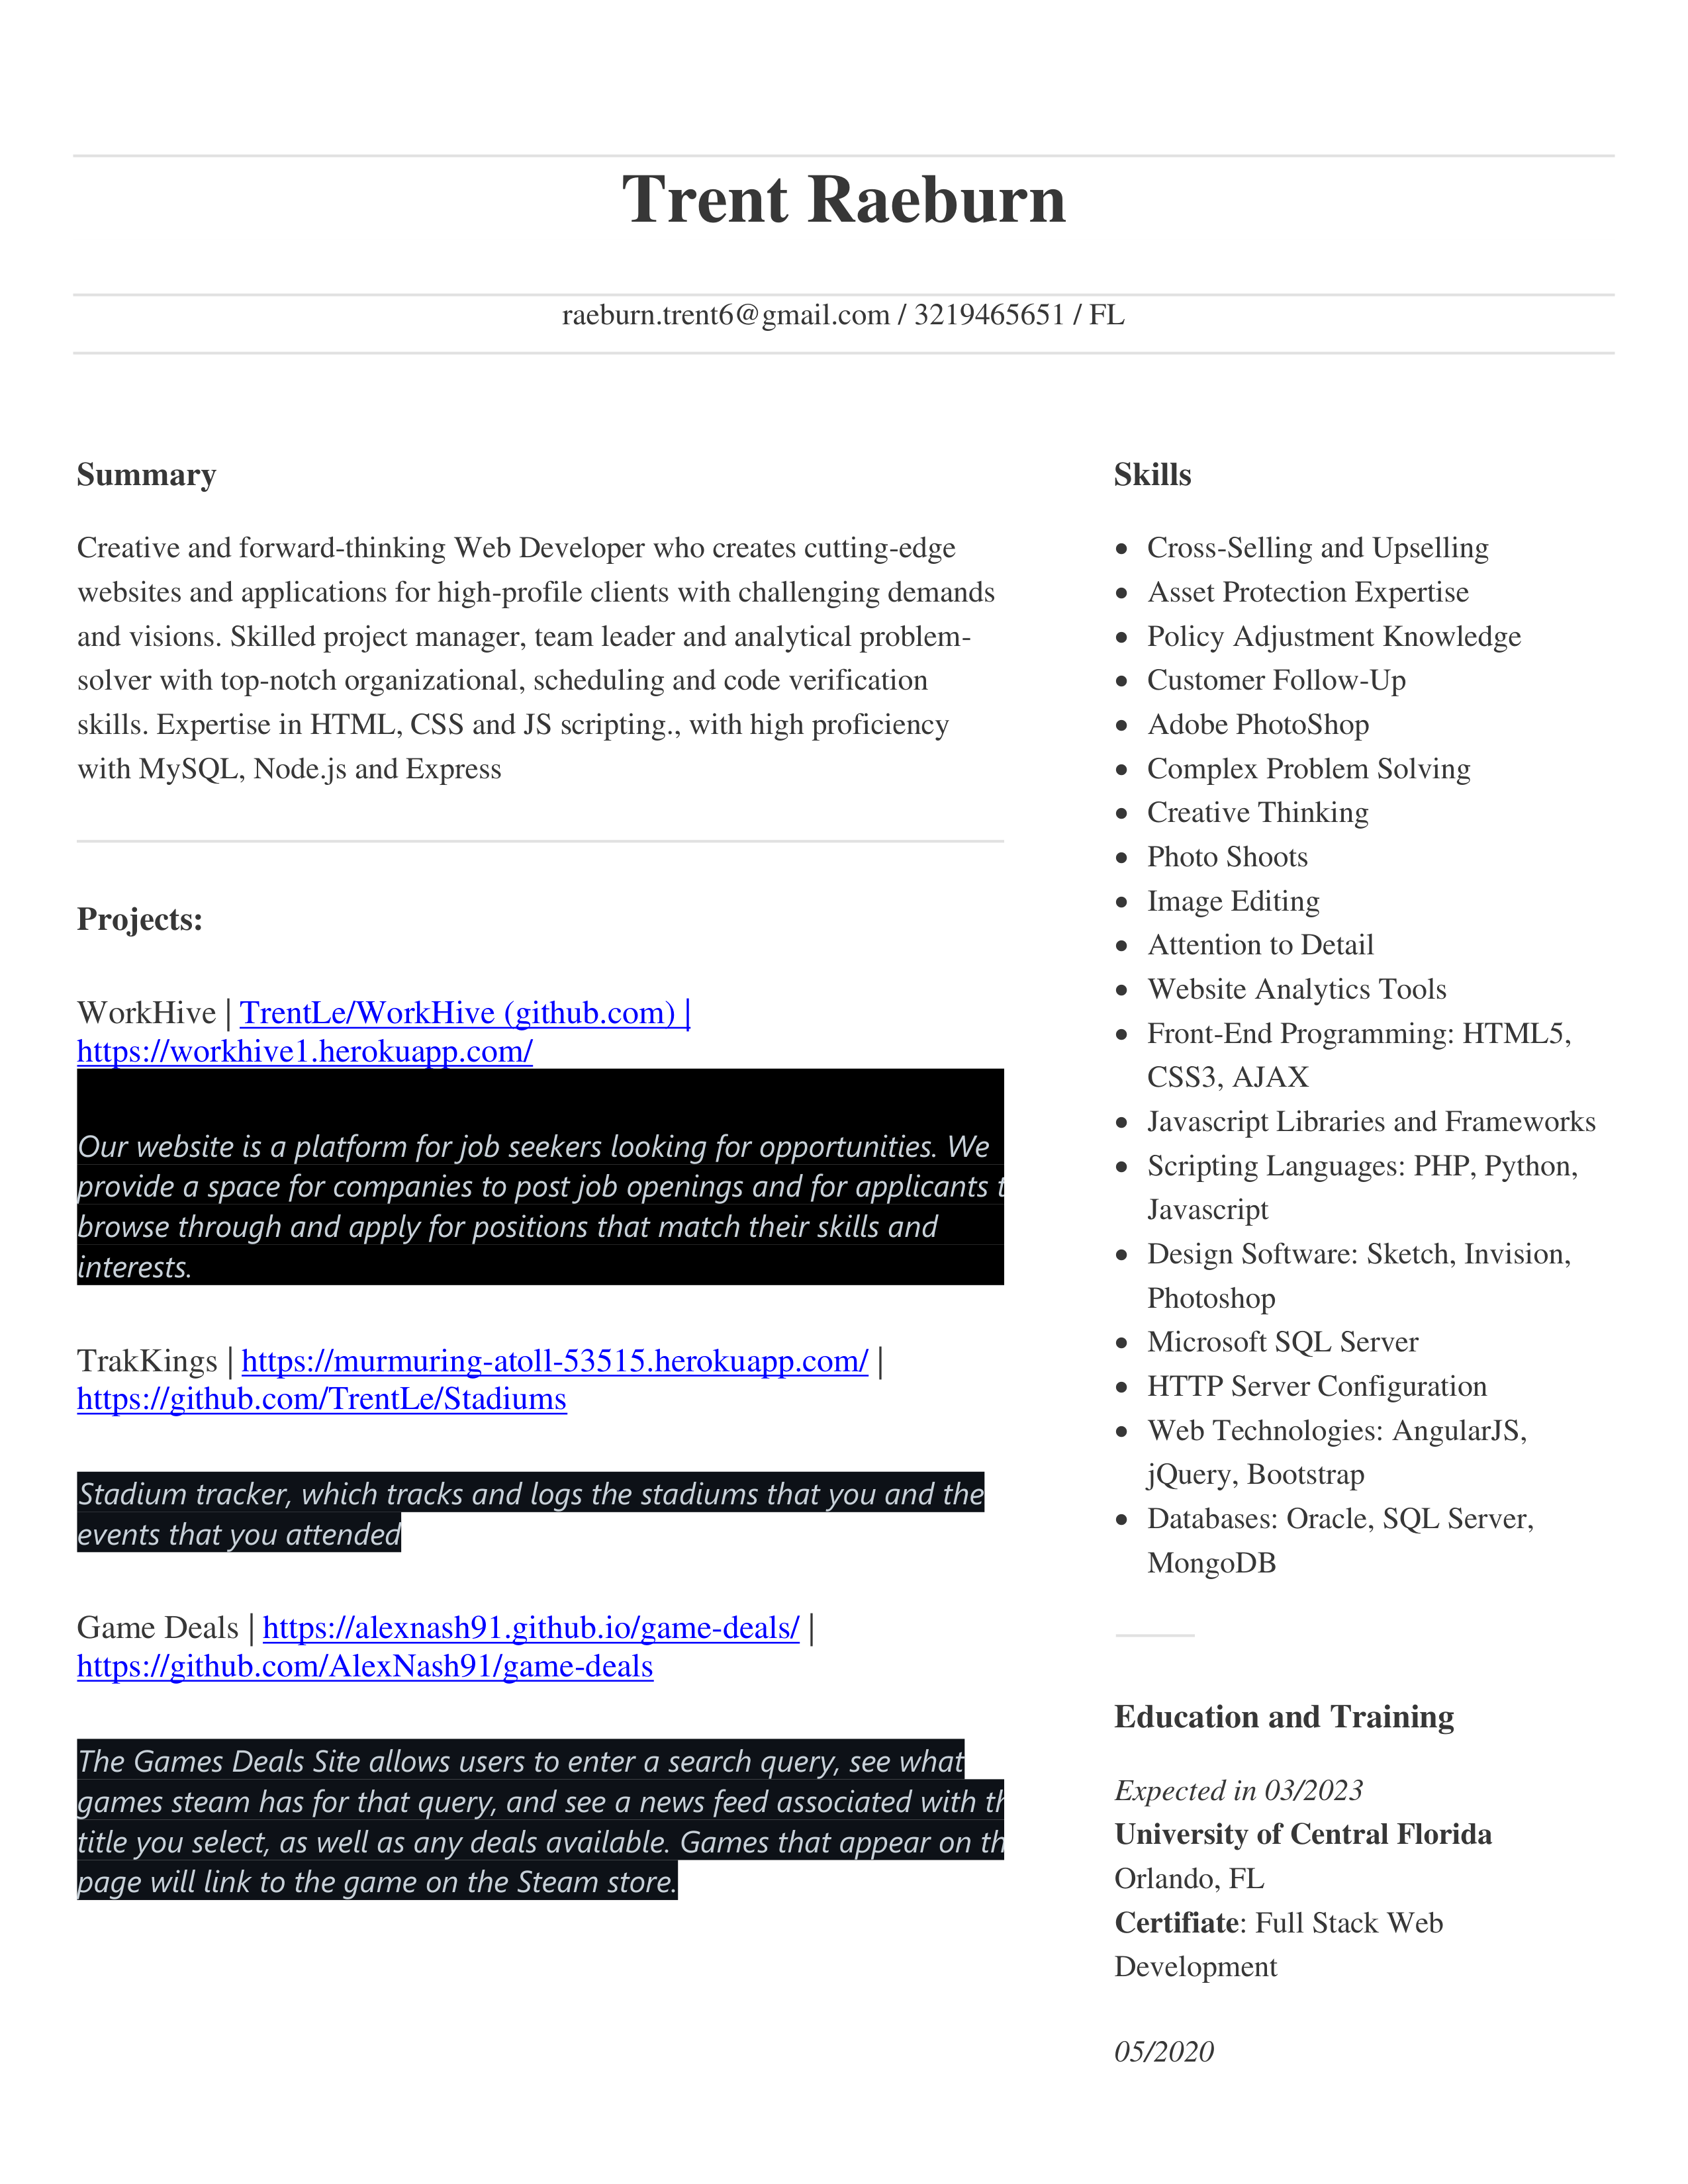 Trent Raeburn
raeburn.trent6@gmail.com / 3219465651 / FL
Summary
Creative and forward-thinking Web Developer who creates cutting-edge
websites and applications for high-profile clients with challenging demands
and visions. Skilled project manager, team leader and analytical problem-
solver with top-notch organizational, scheduling and code verification
skills. Expertise in HTML, CSS and JS scripting., with high proficiency
with MySQL, Node.js and Express
Projects:
WorkHive | TrentLe/WorkHive (github.com) |
https://workhive1.herokuapp.com/
Our website is a platform for job seekers looking for opportunities. We
provide a space for companies to post job openings and for applicants t
browse through and apply for positions that match their skills and
interests.
TrakKings | https://murmuring-atoll-53515.herokuapp.com/ |
https://github.com/TrentLe/Stadiums
Stadium tracker, which tracks and logs the stadiums that you and the
events that you attended
Game Deals | https://alexnash91.github.io/game-deals/ |
https://github.com/AlexNash91/game-deals
The Games Deals Site allows users to enter a search query, see what
games steam has for that query, and see a news feed associated with th
title you select, as well as any deals available. Games that appear on th
page will link to the game on the Steam store.
Skills
• Cross-Selling and Upselling
• Asset Protection Expertise
• Policy Adjustment Knowledge
• Customer Follow-Up
• Adobe PhotoShop
• Complex Problem Solving
• Creative Thinking
• Photo Shoots
• Image Editing
• Attention to Detail
• Website Analytics Tools
• Front-End Programming: HTML5,
CSS3, AJAX
• Javascript Libraries and Frameworks
• Scripting Languages: PHP, Python,
Javascript
• Design Software: Sketch, Invision,
Photoshop
• Microsoft SQL Server
• HTTP Server Configuration
• Web Technologies: AngularJS,
jQuery, Bootstrap
• Databases: Oracle, SQL Server,
MongoDB
Education and Training
Expected in 03/2023
University of Central Florida
Orlando, FL
Certifiate: Full Stack Web
Development
05/2020